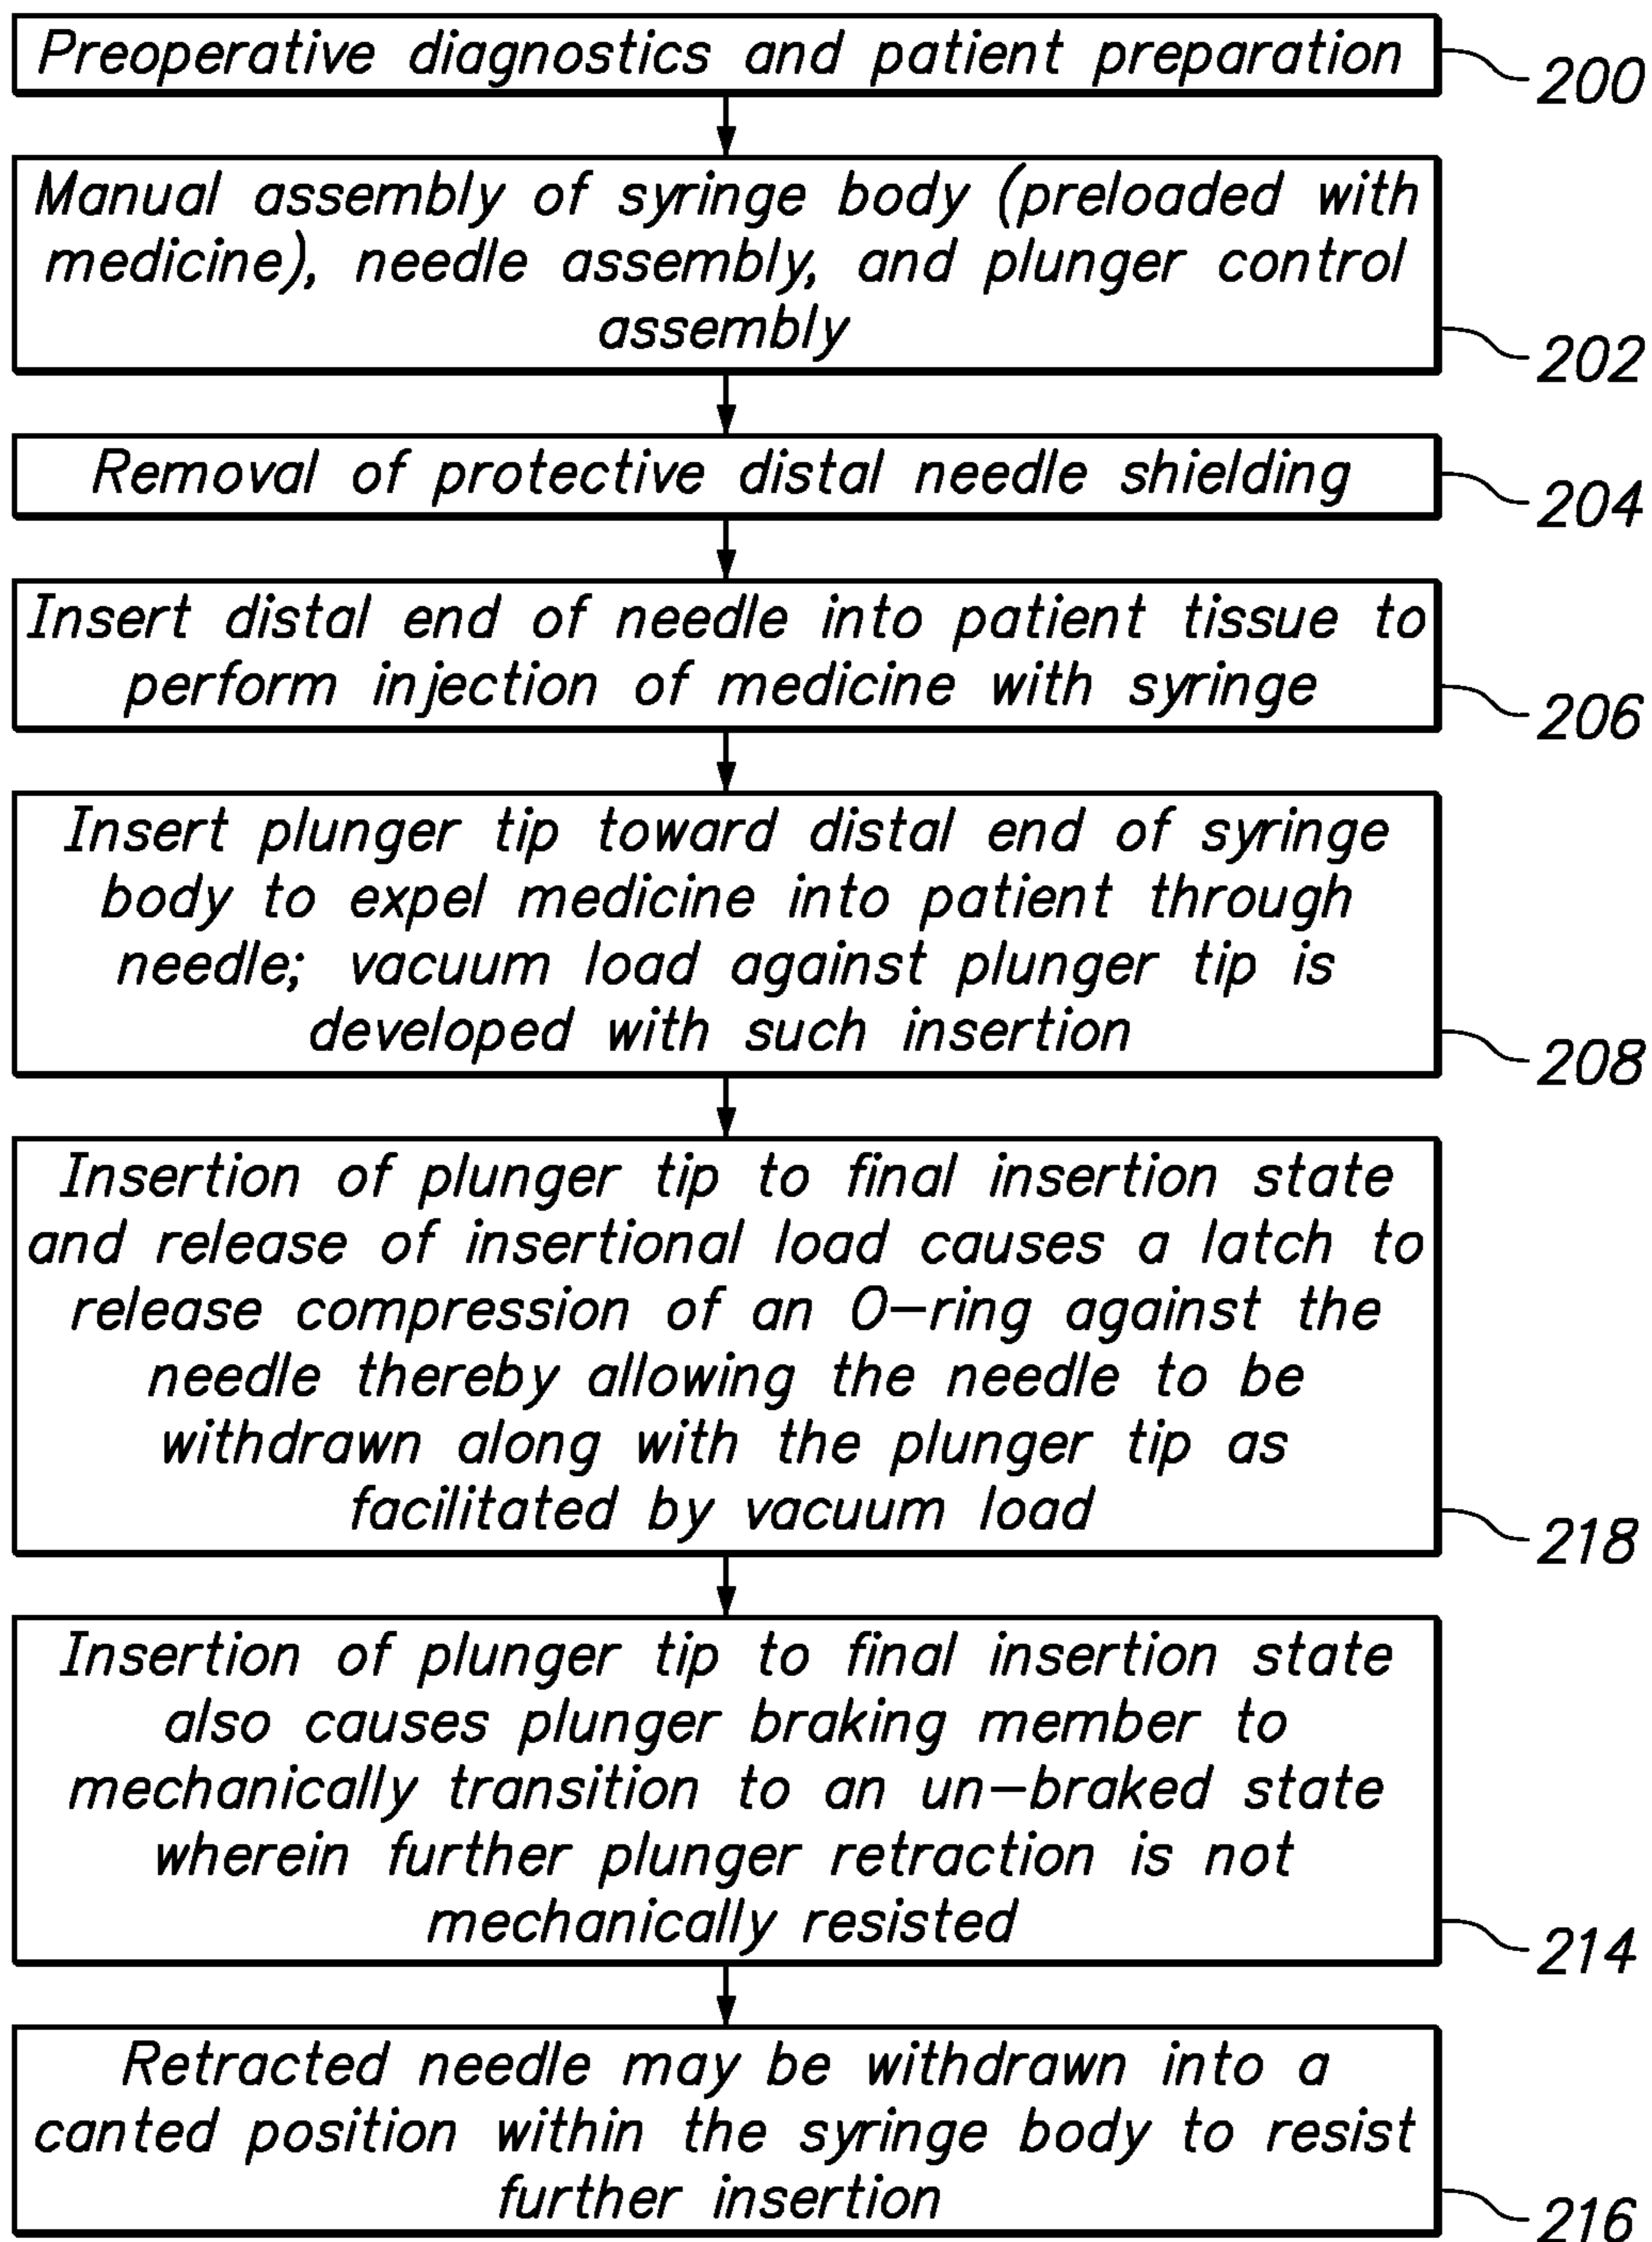 Preoperative diagnostics and patient preparation
200
Manual assembly of syringe body (preloaded with
medicine), needle assembly, and plunger control
assembly
202
Removal of protective distal needle shielding
204
Insert distal end of needle into patient tissue to
perform injection of medicine with syringe
206
Insert plunger tip toward distal end of syringe
body to expel medicine into patient through
needle; vacuum load against plunger tip is
developed with such insertion
208
Insertion of plunger tip to final insertion state
and release of insertional load causes a latch to
release compression of an O-ring against the
needle thereby allowing the needle to be
withdrawn along with the plunger tip as
facilitated by vacuum load
218
Insertion of plunger tip to final insertion state
also causes plunger braking member to
mechanically transition to an un-braked state
wherein further plunger retraction is not
mechanically resisted
214
Retracted needle may be withdrawn into a
canted position within the syringe body to resist
further insertion
216